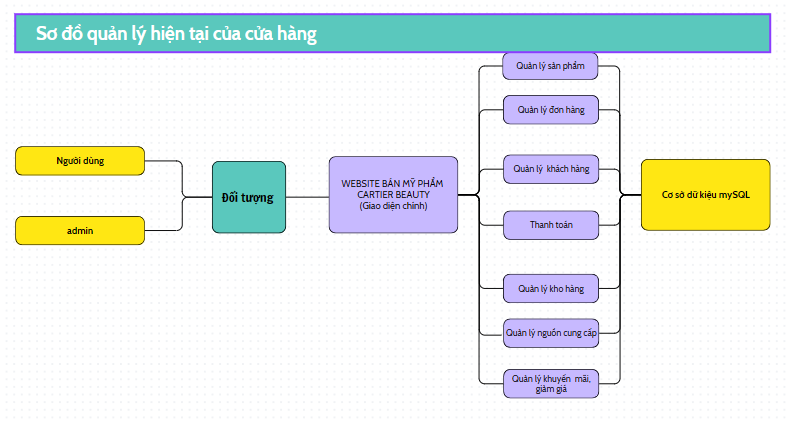 Sơ đồ quản lý hiện tại của cửa hàng
Người dùng
admin
Đối tượng
WEBSITE BÁN MỸ PHẨM
CARTIER BEAUTY
(Giao diện chính)
Quản lý sản phẩm
Quản lý đơn hàng
Quản lý khách hàng
Thanh toán
Quản lý kho hàng
Quản lý nguồn cung cấp
Quản lý khuyến mãi,
giảm giá
Cơ sở dữ kiệu mySQL